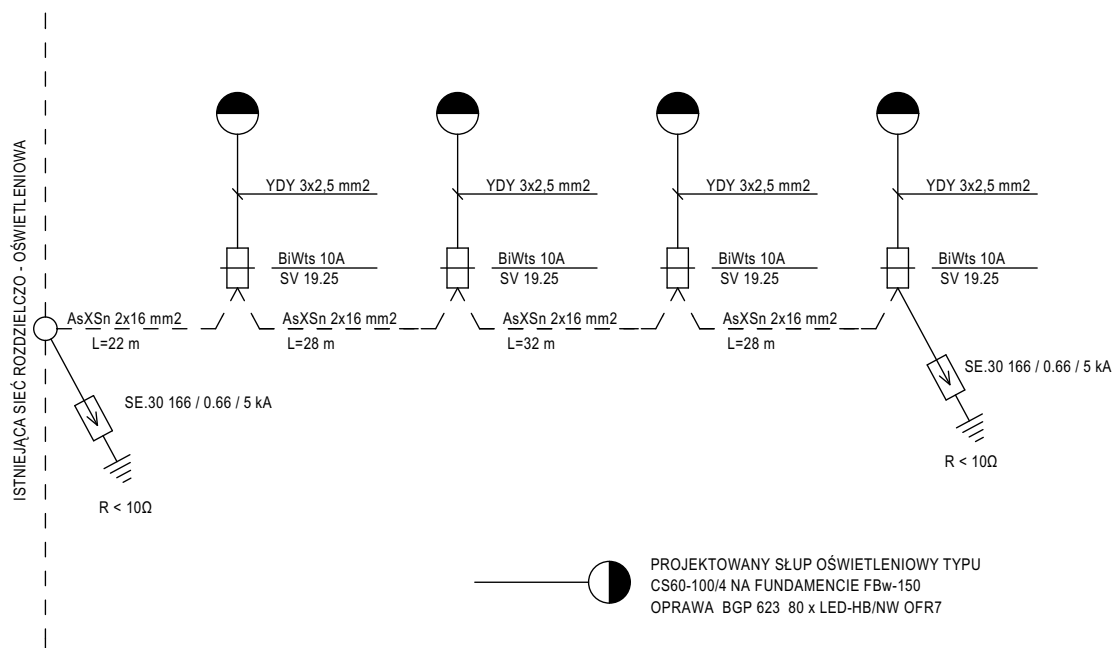 ISTNIEJĄCA SIEĆ ROZDZIELCZO - OŚWIETLENIOWA
YDY 3x2,5 mm2
YDY 3x2,5 mm2
YDY 3x2,5 mm2
YDY 3x2,5 mm2
BiWts 10A
SV 19.25
BiWts 10A
SV 19.25
BiWts 10A
SV 19.25
BiWts 10A
SV 19.25
AsXSn 2x16 mm2
L=22 m
AsXSn 2x16 mm2
L=28 m
AsXSn 2x16 mm2
L=32 m
AsXSn 2x16 mm2
L=28 m
SE.30 166 / 0.66 / 5 kA
R < 10Ω
SE.30 166 / 0.66 / 5 kA
R < 10Ω
PROJEKTOWANY SŁUP OŚWIETLENIOWY TYPU
CS60-100/4 NA FUNDAMENCIE FBw-150
OPRAWA BGP 623 80 x LED-HB/NW OFR7